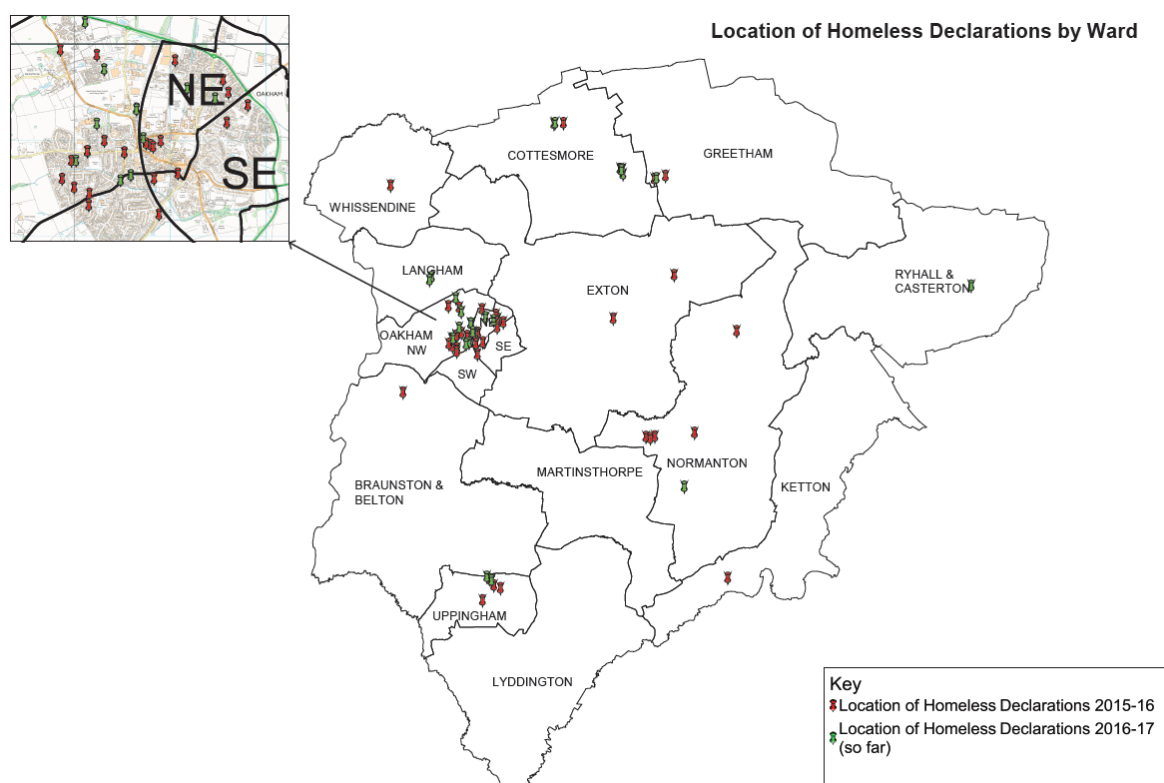 Location of Homeless Declarations by Ward
NE
OAKHAM
SE
COTTESMORE
GREETHAM
WHISSENDINE
LANGHAM
EXTON
RYHALL &
CASTERTON
OAKHAM
NW
NE
SE
SW
MARTINSTHORPE
NORMANTON
BRAUNSTON &
BELTON
KETTON
UPPINGHAM
LYDDINGTON
Key
Location of Homeless Declarations 2015-16
Location of Homeless Declarations 2016-17
(so far)